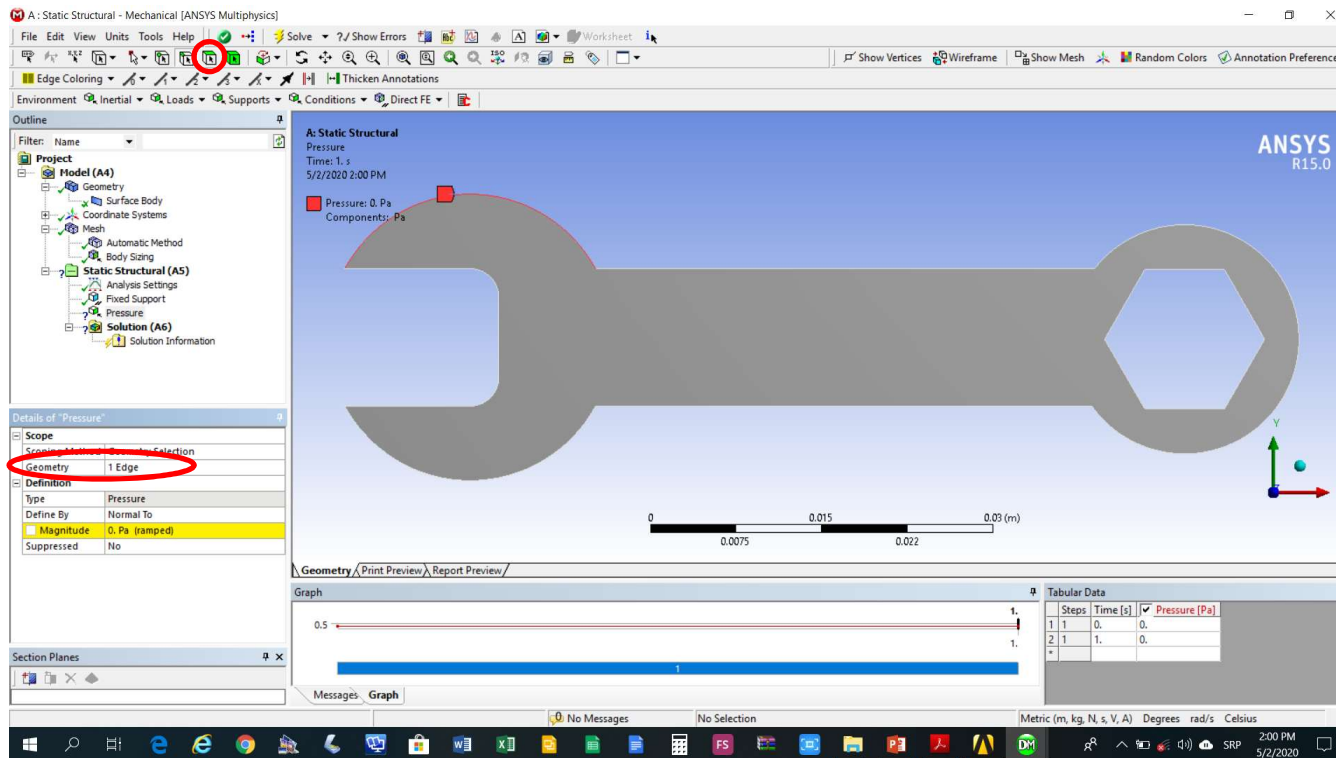 A : Static Structural - Mechanical [ANSYS Multiphysics]
File Edit View Units Tools Help Solve ?✓ Show Errors Worksheet
Show Vertices Wireframe Show Mesh Random Colors Annotation Preference
Edge Coloring Thicken Annotations
Environment Inertial Loads Supports Conditions Direct FE
Outline
Filter: Name
Project
Model (A4)
Geometry
Surface Body
Coordinate Systems
Mesh
Automatic Method
Body Sizing
Static Structural (A5)
Analysis Settings
Fixed Support
Pressure
Solution (A6)
Solution Information
Details of "Pressure"
Scope
Scoping Method Geometry Selection
Geometry 1 Edge
Definition
Type Pressure
Define By Normal To
Magnitude 0. Pa (ramped)
Suppressed No
Section Planes
A: Static Structural
Pressure
Time: 1. s
5/2/2020 2:00 PM
Pressure: 0. Pa
Components: Pa
ANSYS
R15.0
Y
0 0.015 0.03 (m)
0.0075 0.022
Geometry Print Preview Report Preview
Graph
1.
0.5
1.
1
Messages Graph
Tabular Data
Steps Time [s] Pressure [Pa]
1 1 0. 0.
2 1 1. 0.
*
0 No Messages No Selection Metric (m, kg, N, s, V, A) Degrees rad/s Celsius
FS DM SRP 2:00 PM
5/2/2020